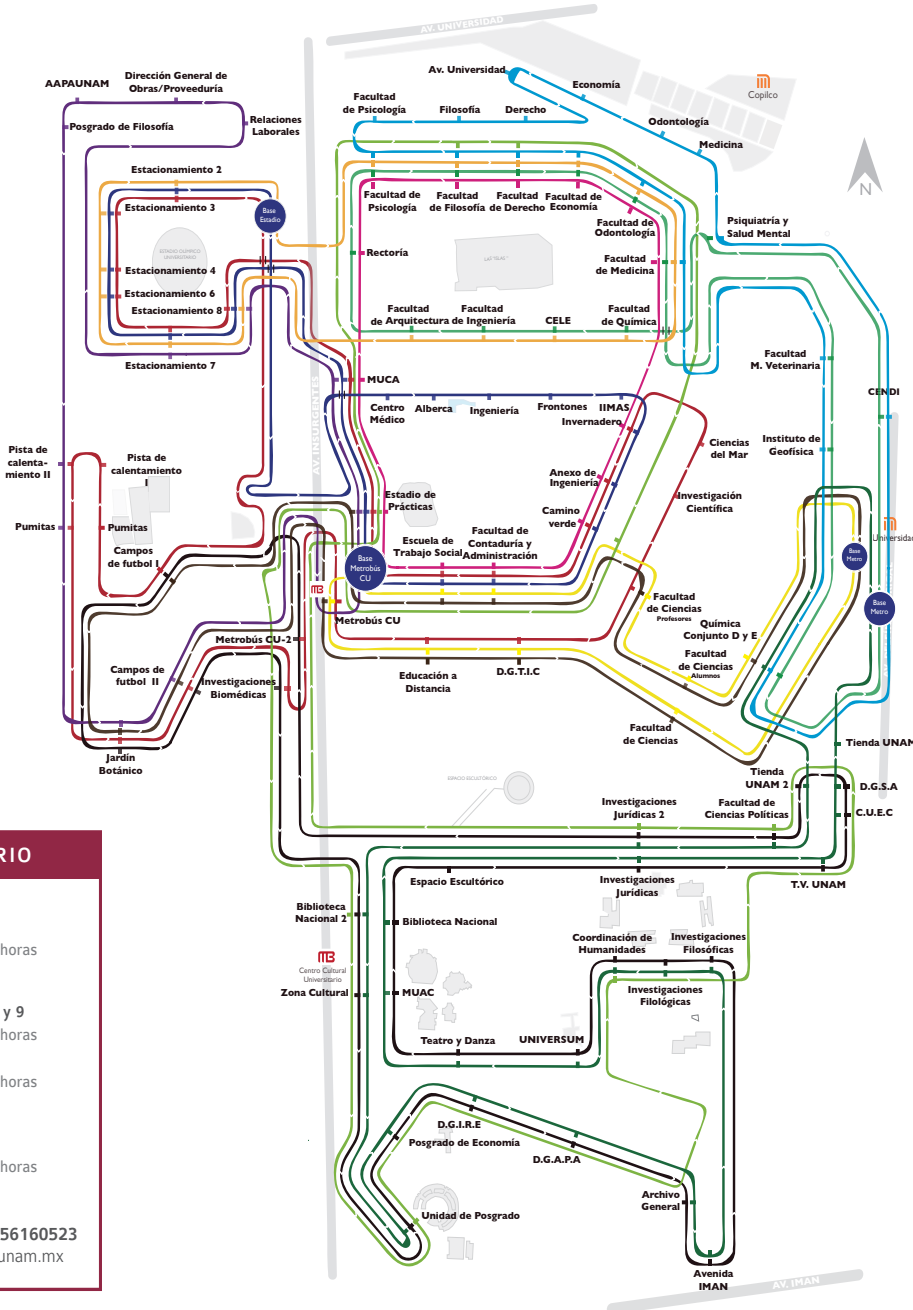 AV. UNIVERSIDAD
Av. Universidad
Economía
Copilco
AAPAUNAM
Dirección General de
Obras/Proveeduría
Facultad
de Psicología
Filosofía
Derecho
Odontología
Posgrado de Filosofía
Relaciones
Laborales
Medicina
N
Estacionamiento 2
Estacionamiento 3
Base
Estadio
Facultad de
Psicología
Facultad
de Filosofía
Facultad
de Derecho
Facultad de
Economía
Facultad de
Odontología
Psiquiatría y
Salud Mental
ESTADIO OLÍMPICO
UNIVERSITARIO
Rectoría
LAS "ISLAS"
Facultad
de Medicina
Estacionamiento 4
Estacionamiento 6
Estacionamiento 8
Facultad
de Arquitectura
Facultad
de Ingeniería
CELE
Facultad
de Química
Estacionamiento 7
Facultad
M. Veterinaria
AV. INSURGENTES
MUCA
CENDI
Centro
Médico
Alberca
Ingeniería
Frontones
IIMAS
Invernadero
Pista de
calenta-
miento II
Pista de
calentamiento
I
Ciencias
del Mar
Instituto de
Geofísica
Anexo de
Ingeniería
Estadio de
Prácticas
Investigación
Científica
Pumitas
Pumitas
Camino
verde
Universidad
Campos
de futbol I
Escuela de
Trabajo Social
Facultad de
Contaduría y
Administración
Base
Metrobús
CU
Base
Metro
Base
Metro
Metrobús CU
Facultad
de Ciencias
Profesores
Metrobús CU-2
Química
Conjunto D y E
Facultad
de Ciencias
Alumnos
Campos de
futbol II
Investigaciones
Biomédicas
Educación a
Distancia
D.G.T.I.C
Facultad
de Ciencias
Jardín
Botánico
Tienda UNAM
ESPACIO ESCULTÓRICO
Tienda
UNAM 2
D.G.S.A
Investigaciones
Jurídicas 2
Facultad de
Ciencias Políticas
C.U.E.C
RIO
Espacio Escultórico
Investigaciones
Jurídicas
T.V. UNAM
Biblioteca
Nacional 2
Biblioteca Nacional
horas
Coordinación de
Humanidades
Investigaciones
Filosóficas
Centro Cultural
Universitario
Zona Cultural
MUAC
Investigaciones
Filológicas
y 9
horas
Teatro y Danza
UNIVERSUM
horas
D.G.I.R.E
Posgrado de Economía
D.G.A.P.A
horas
Archivo
General
Unidad de Posgrado
56160523
unam.mx
Avenida
IMAN
AV. IMAN